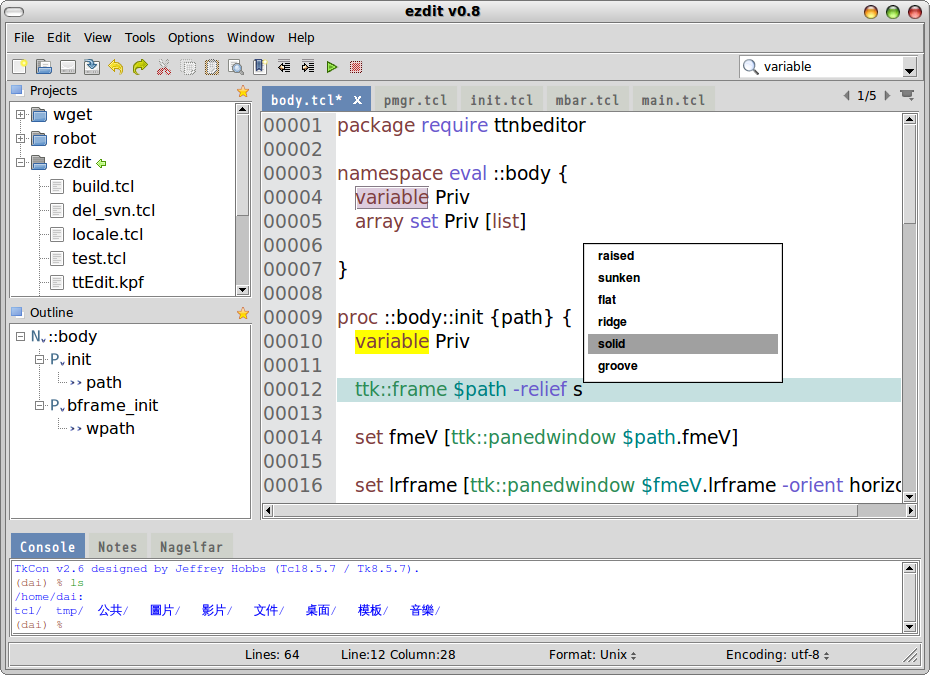 ezdit v0.8
File Edit View Tools Options Window Help
variable
Projects
wget
robot
ezdit
build.tcl
del_svn.tcl
locale.tcl
test.tcl
ttEdit.kpf
Outline
N ::body
P init
path
P bframe_init
wpath
body.tcl* x pmgr.tcl init.tcl mbar.tcl main.tcl 1/5
00001 package require ttnbeditor
00002
00003 namespace eval ::body {
00004 variable Priv
00005 array set Priv [list]
00006
00007 }
00008
00009 proc ::body::init {path} {
00010 variable Priv
00011
00012 ttk::frame $path -relief s
00013
00014 set fmeV [ttk::panedwindow $path.fmeV]
00015
00016 set lrframe [ttk::panedwindow $fmeV.lrframe -orient horizo
raised
sunken
flat
ridge
solid
groove
Console Notes Nagelfar
TkCon v2.6 designed by Jeffrey Hobbs (Tcl8.5.7 / Tk8.5.7).
(dai) % ls
/home/dai:
tcl/ tmp/ 公共/ 圖片/ 影片/ 文件/ 桌面/ 模板/ 音樂/
(dai) %
Lines: 64 Line:12 Column:28 Format: Unix Encoding: utf-8